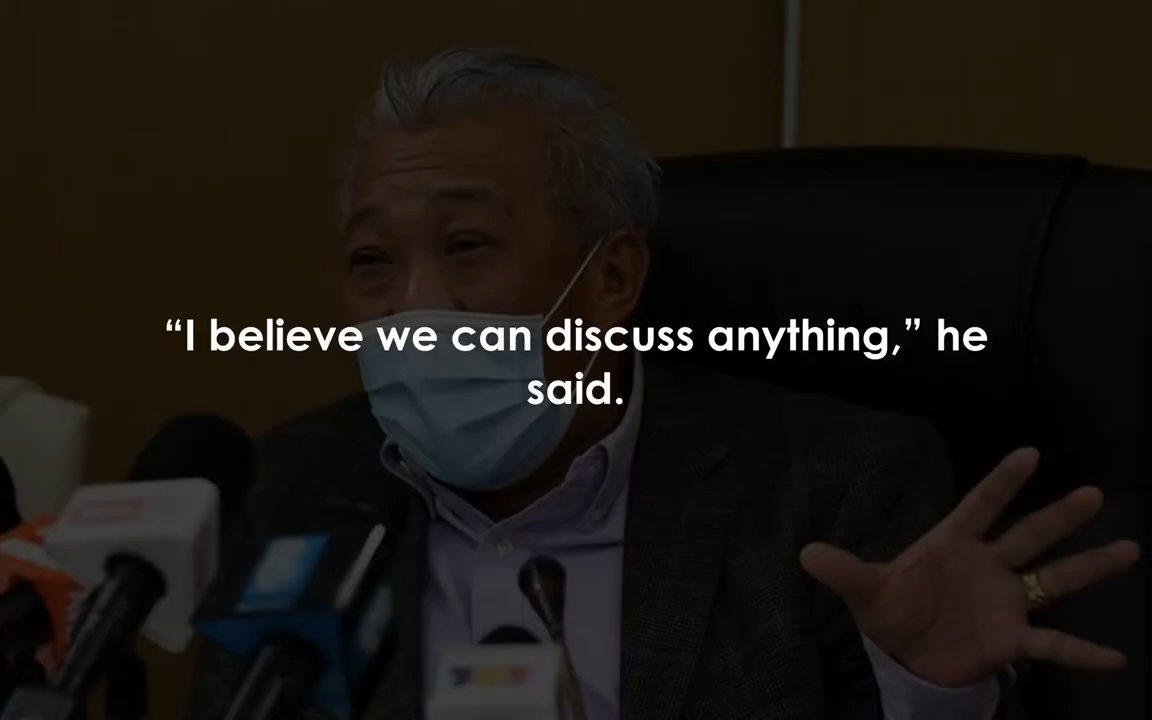 “I believe we can discuss anything,” he
said.